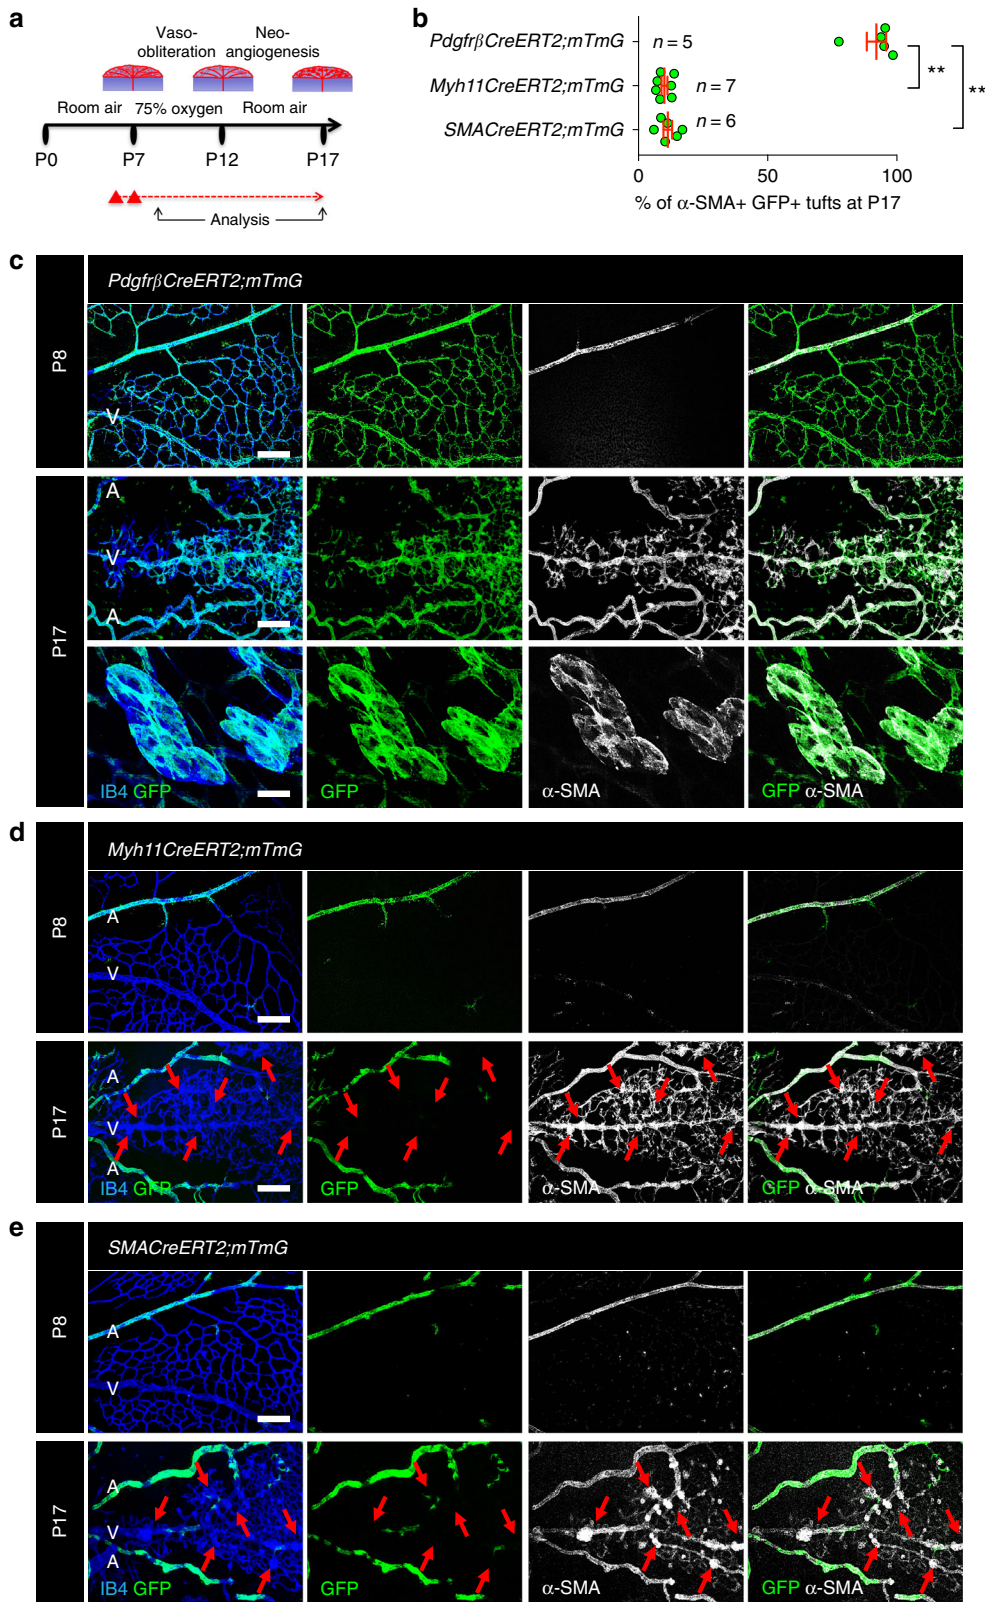 a
Vaso-
obliteration
Neo-
angiogenesis
Room air
75% oxygen
Room air
P0
P7
P12
P17
Analysis
b
PdgfrβCreERT2;mTmG
n = 5
Myh11CreERT2;mTmG
n = 7
SMACreERT2;mTmG
n = 6
**
**
0
50
100
% of α-SMA+ GFP+ tufts at P17
c
PdgfrβCreERT2;mTmG
P8
V
P17
A
V
A
IB4 GFP
GFP
α-SMA
GFP α-SMA
d
Myh11CreERT2;mTmG
P8
A
V
P17
A
V
A
IB4 GFP
GFP
α-SMA
GFP α-SMA
e
SMACreERT2;mTmG
P8
A
V
P17
A
V
A
IB4 GFP
GFP
α-SMA
GFP α-SMA